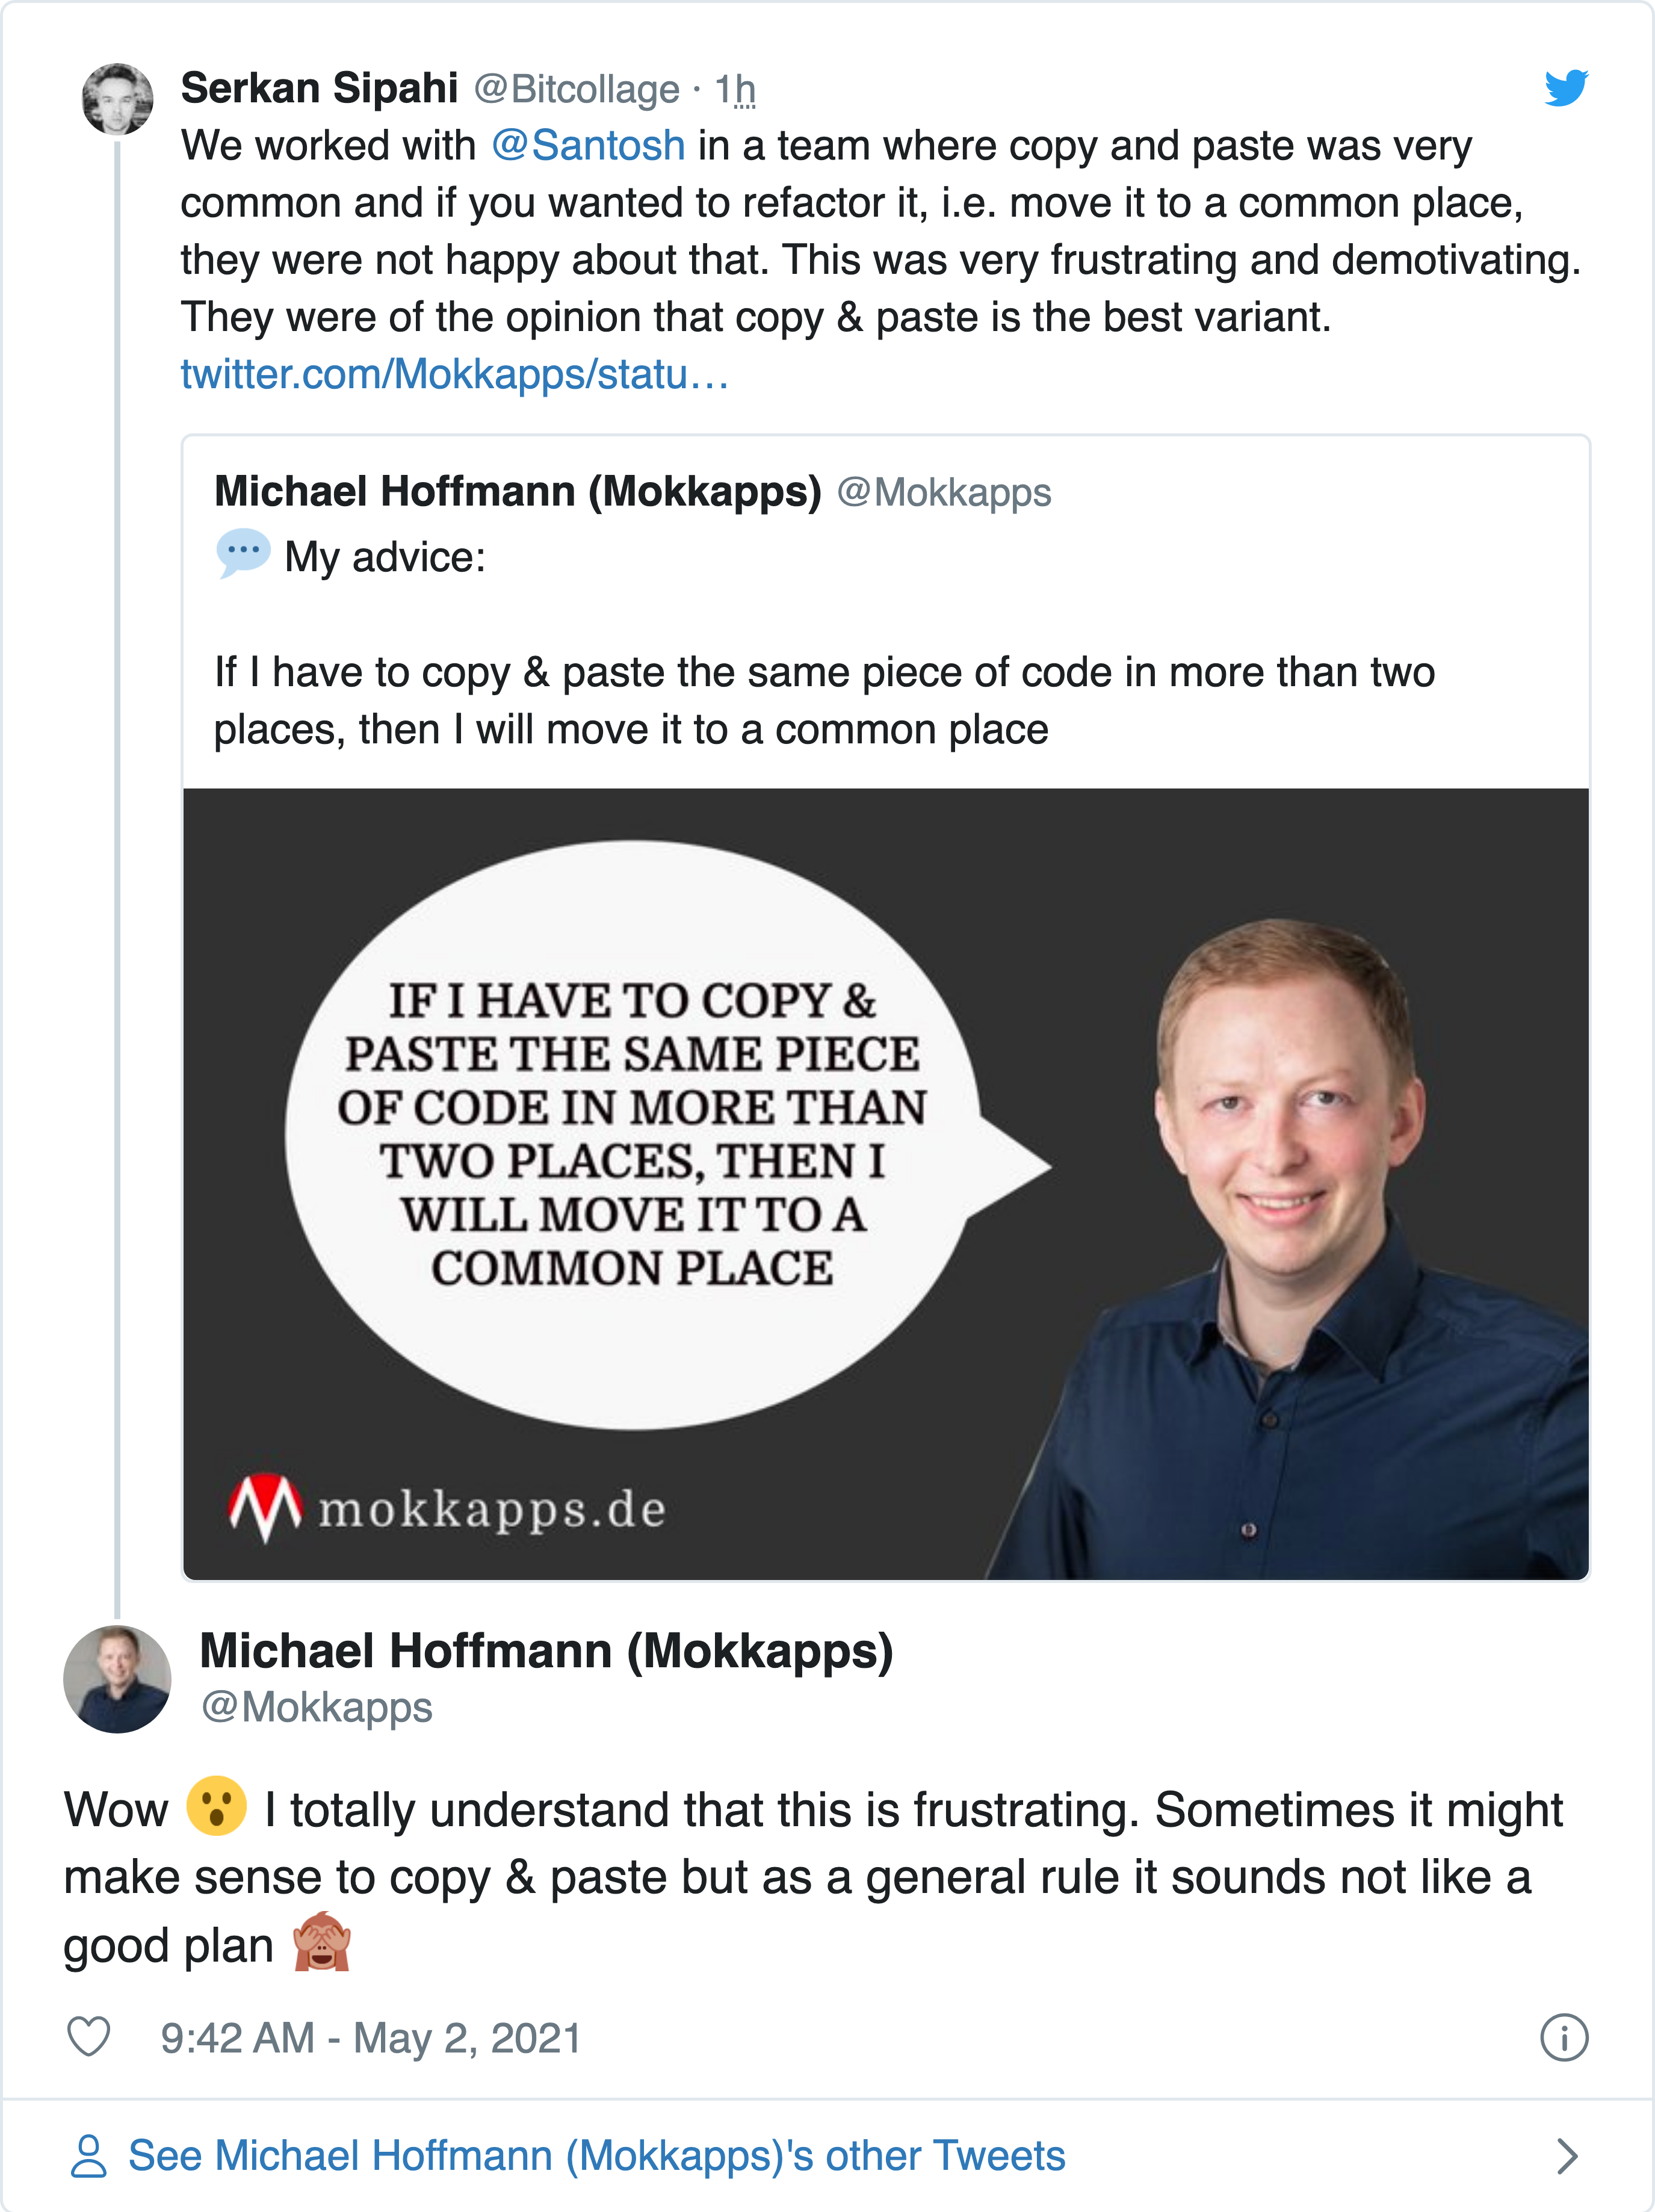 Serkan Sipahi @Bitcollage · 1h
We worked with @Santosh in a team where copy and paste was very
common and if you wanted to refactor it, i.e. move it to a common place,
they were not happy about that. This was very frustrating and demotivating.
They were of the opinion that copy & paste is the best variant.
twitter.com/Mokkapps/statu…
Michael Hoffmann (Mokkapps) @Mokkapps
💬 My advice:
If I have to copy & paste the same piece of code in more than two
places, then I will move it to a common place
IF I HAVE TO COPY &
PASTE THE SAME PIECE
OF CODE IN MORE THAN
TWO PLACES, THEN I
WILL MOVE IT TO A
COMMON PLACE
mokkapps.de
Michael Hoffmann (Mokkapps)
@Mokkapps
Wow 😮 I totally understand that this is frustrating. Sometimes it might
make sense to copy & paste but as a general rule it sounds not like a
good plan 🙈
9:42 AM - May 2, 2021
See Michael Hoffmann (Mokkapps)'s other Tweets